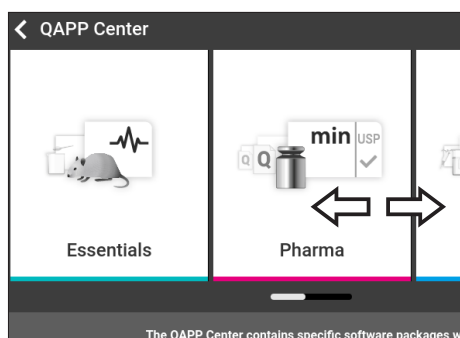 QAPP Center
min
USP
Q
Q
Essentials
Pharma
The QAPP Center contains specific software packages w